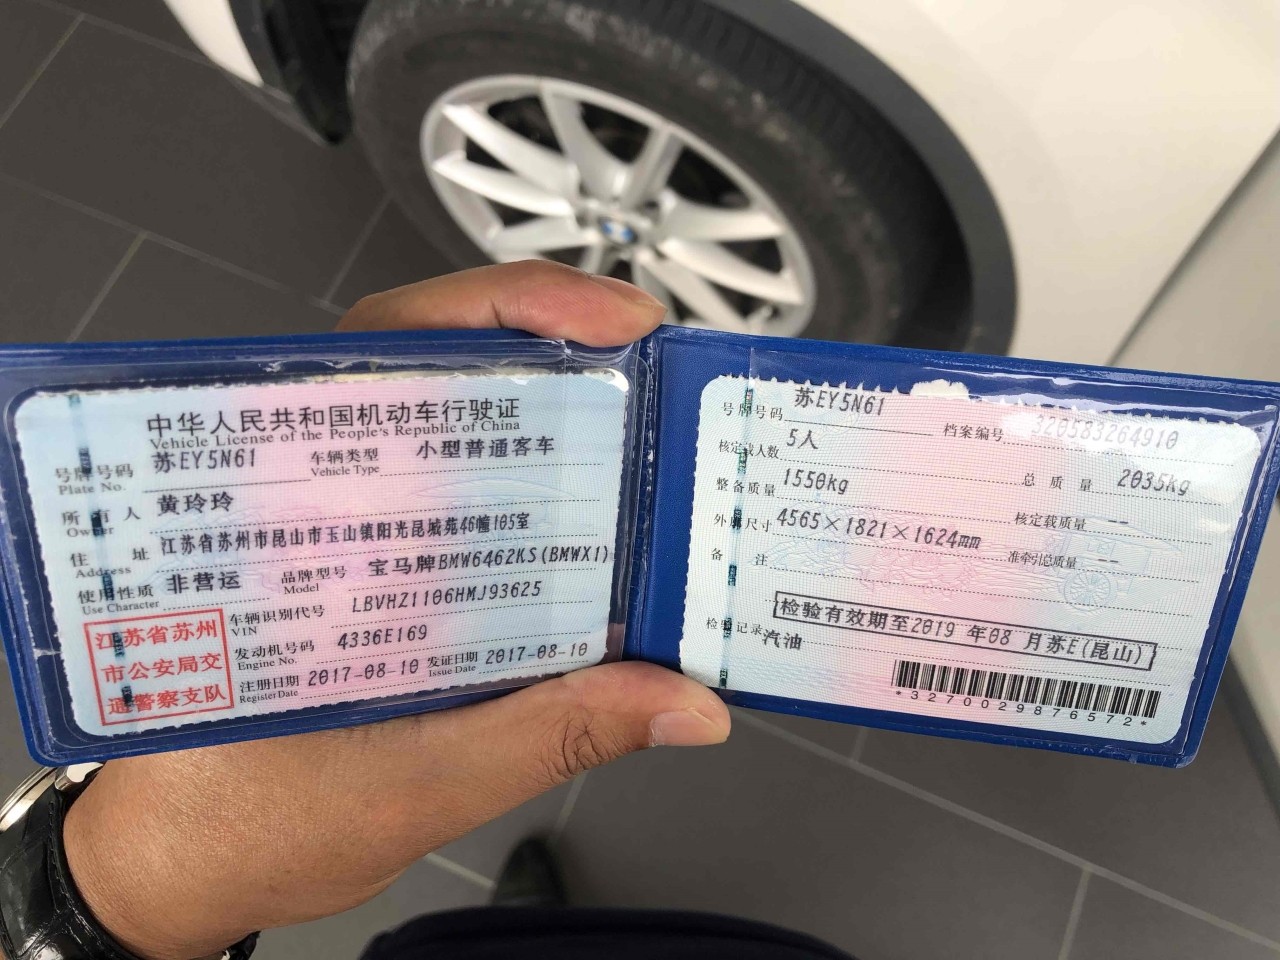 中华人民共和国机动车行驶证
Vehicle License of the People's Republic of China
号牌号码 苏EY5N61 车辆类型 小型普通客车
Plate No. Vehicle Type
所有人 黄玲玲
Owner
住址 江苏省苏州市昆山市玉山镇阳光昆城苑46幢105室
Address
使用性质 非营运 品牌型号 宝马牌BMW6462KS(BMWX1)
Use Character Model
车辆识别代号 LBVHZ1106HMJ93625
VIN
发动机号码 4336E169
Engine No.
注册日期 2017-08-10 发证日期 2017-08-10
Register Date Issue Date
江苏省苏州
市公安局交
通警察支队
号牌号码 苏EY5N61 档案编号 320583264910
核定载人数 5人 总质量 2035kg
整备质量 1550kg 核定载质量 --
外廓尺寸 4565×1821×1624mm 准牵引总质量 --
备注
检验有效期至2019 年08 月苏E(昆山)
检验记录 汽油
*3270029876572*